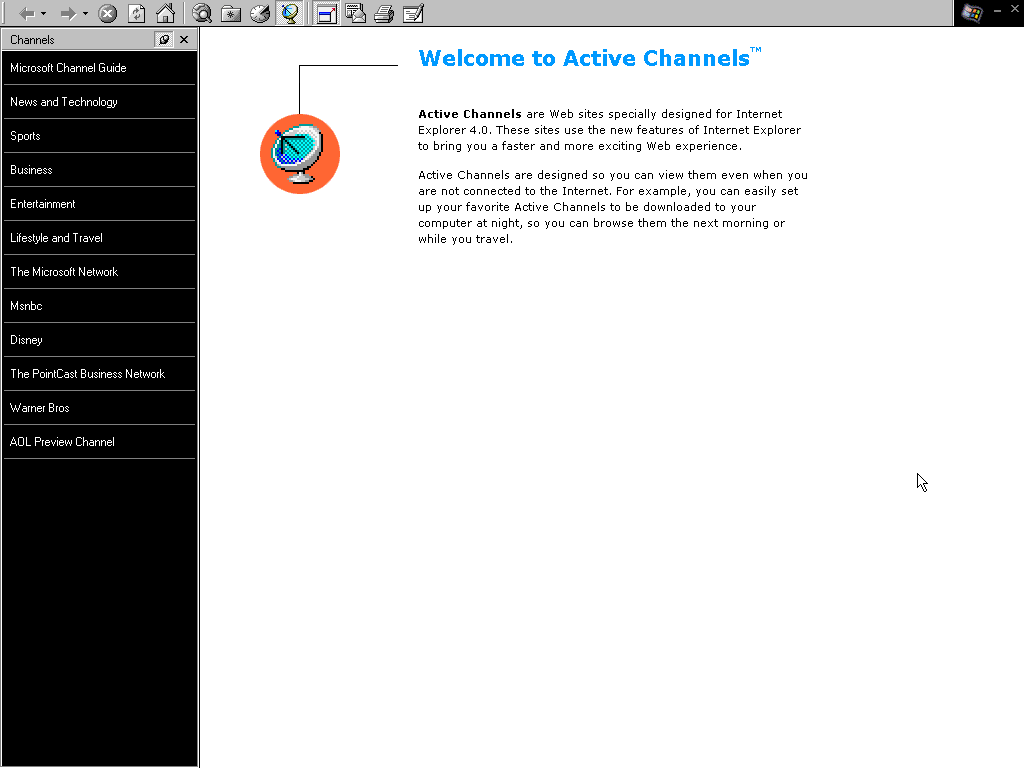 Channels
Microsoft Channel Guide
News and Technology
Sports
Business
Entertainment
Lifestyle and Travel
The Microsoft Network
Msnbc
Disney
The PointCast Business Network
Warner Bros
AOL Preview Channel
Welcome to Active Channels™
Active Channels are Web sites specially designed for Internet
Explorer 4.0. These sites use the new features of Internet Explorer
to bring you a faster and more exciting Web experience.
Active Channels are designed so you can view them even when you
are not connected to the Internet. For example, you can easily set
up your favorite Active Channels to be downloaded to your
computer at night, so you can browse them the next morning or
while you travel.